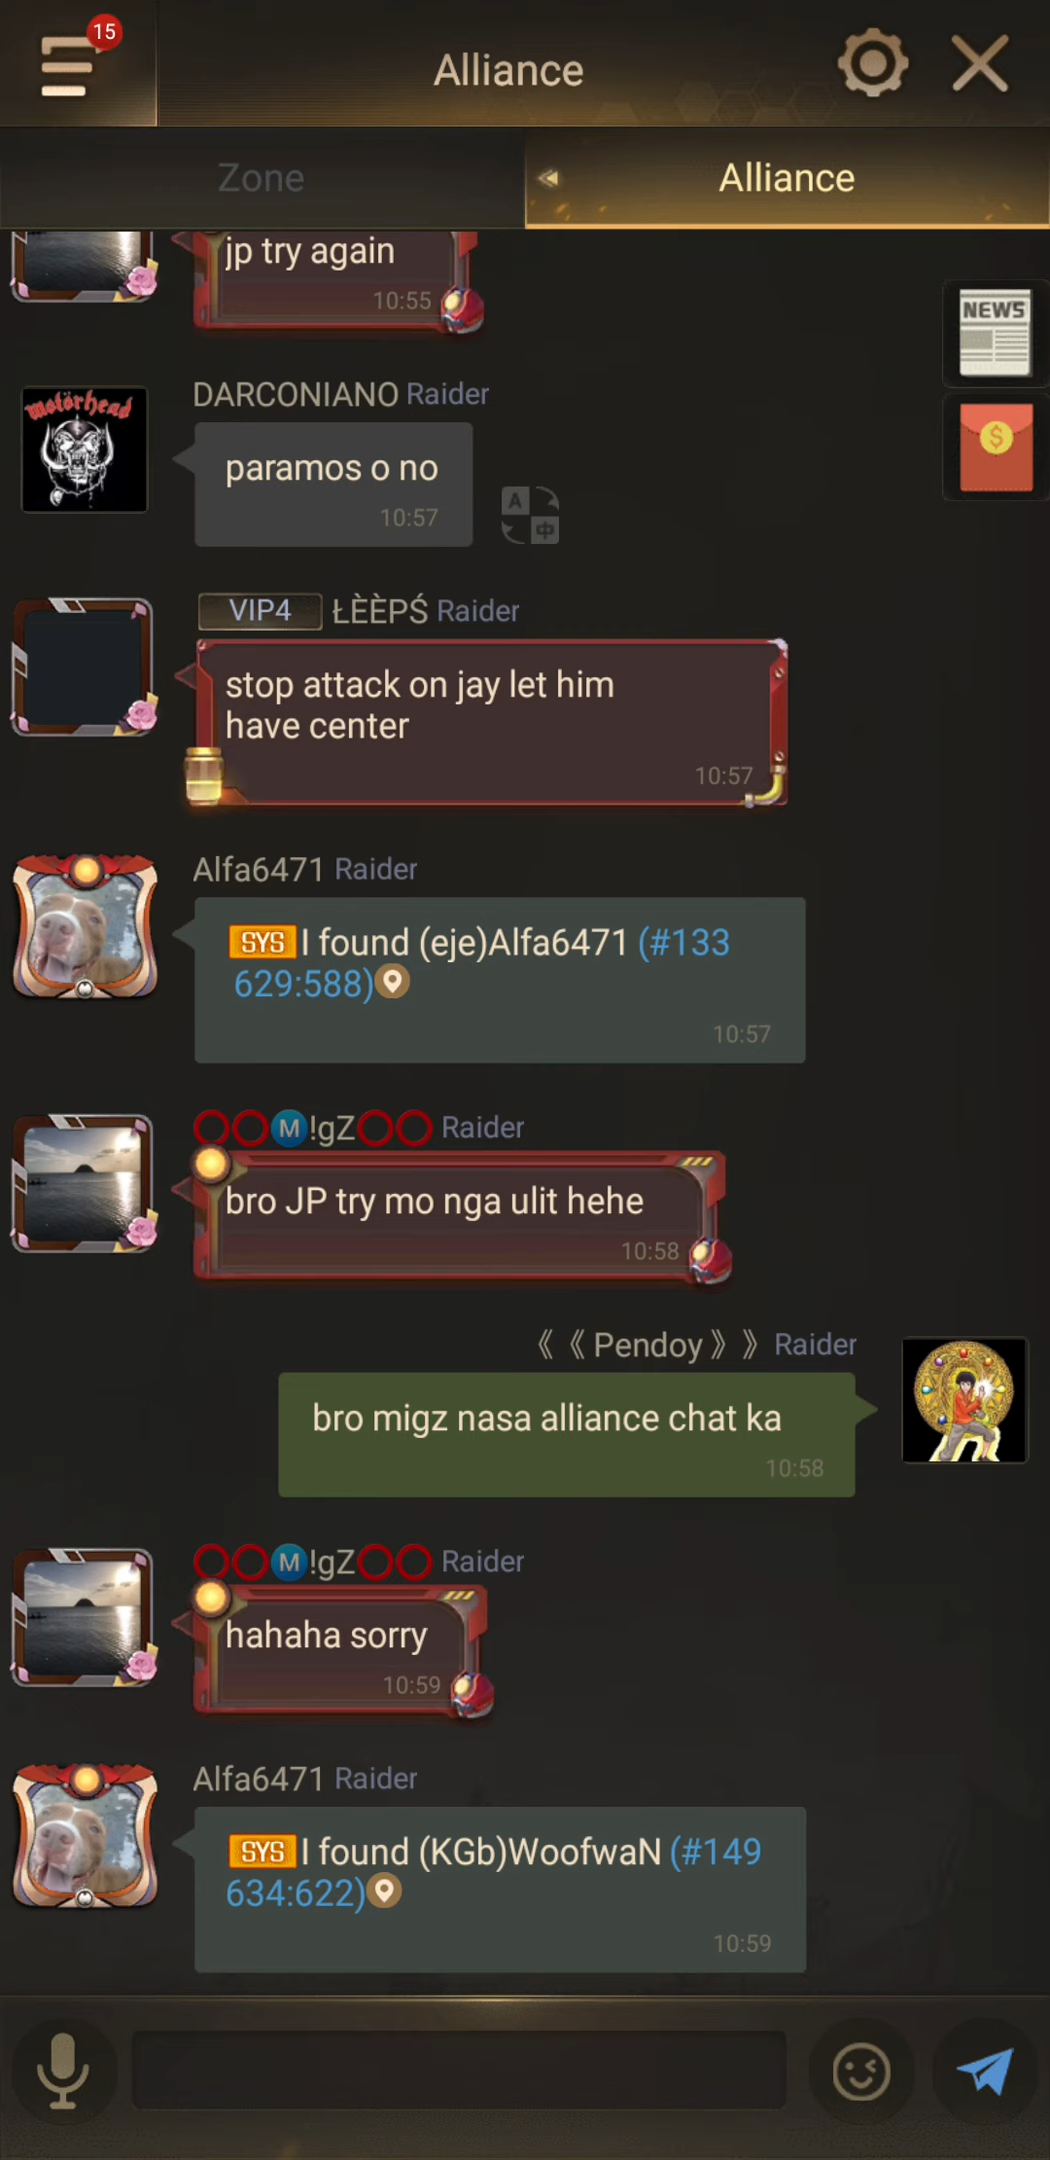 15
Alliance
Zone
Alliance
jp try again
10:55
NEWS
$
DARCONIANO Raider
motörhead
paramos o no
10:57
A
中
VIP4 ŁÈÈPŚ Raider
stop attack on jay let him
have center
10:57
Alfa6471 Raider
SYS I found (eje)Alfa6471 (#133
629:588)
10:57
⭕⭕Ⓜ️!gZ⭕⭕ Raider
bro JP try mo nga ulit hehe
10:58
《《Pendoy》》 Raider
bro migz nasa alliance chat ka
10:58
⭕⭕Ⓜ️!gZ⭕⭕ Raider
hahaha sorry
10:59
Alfa6471 Raider
SYS I found (KGb)WoofwaN (#149
634:622)
10:59